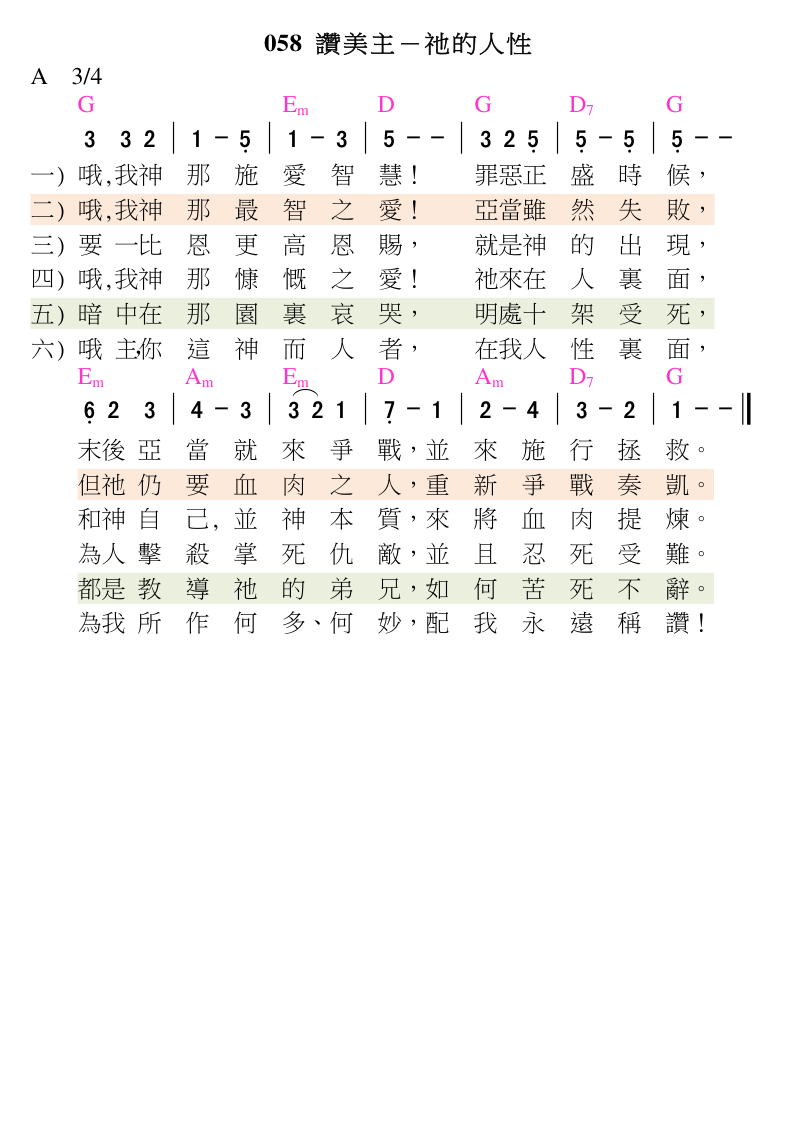 058 讚美主－祂的人性
A 3/4
G Em D G D7 G
3 3 2 | 1 - 5̣ | 1 - 3 | 5 - - | 3 2 5̣ | 5̣ - 5̣ | 5̣ - -
一) 哦,我神 那 施 愛 智 慧！ 罪惡正 盛 時 候，
二) 哦,我神 那 最 智 之 愛！ 亞當雖 然 失 敗，
三) 要 一比 恩 更 高 恩 賜， 就是神 的 出 現，
四) 哦,我神 那 慷 慨 之 愛！ 祂來在 人 裏 面，
五) 暗 中在 那 園 裏 哀 哭， 明處十 架 受 死，
六) 哦 主,你 這 神 而 人 者， 在我人 性 裏 面，
Em Am Em D Am D7 G
6̣ 2 3 | 4 - 3 | 3 2 1 | 7̣ - 1 | 2 - 4 | 3 - 2 | 1 - - ‖
末後 亞 當 就 來 爭 戰，並 來 施 行 拯 救。
但祂 仍 要 血 肉 之 人，重 新 爭 戰 奏 凱。
和神 自 己, 並 神 本 質，來 將 血 肉 提 煉。
為人 擊 殺 掌 死 仇 敵，並 且 忍 死 受 難。
都是 教 導 祂 的 弟 兄，如 何 苦 死 不 辭。
為我 所 作 何 多、何 妙，配 我 永 遠 稱 讚！